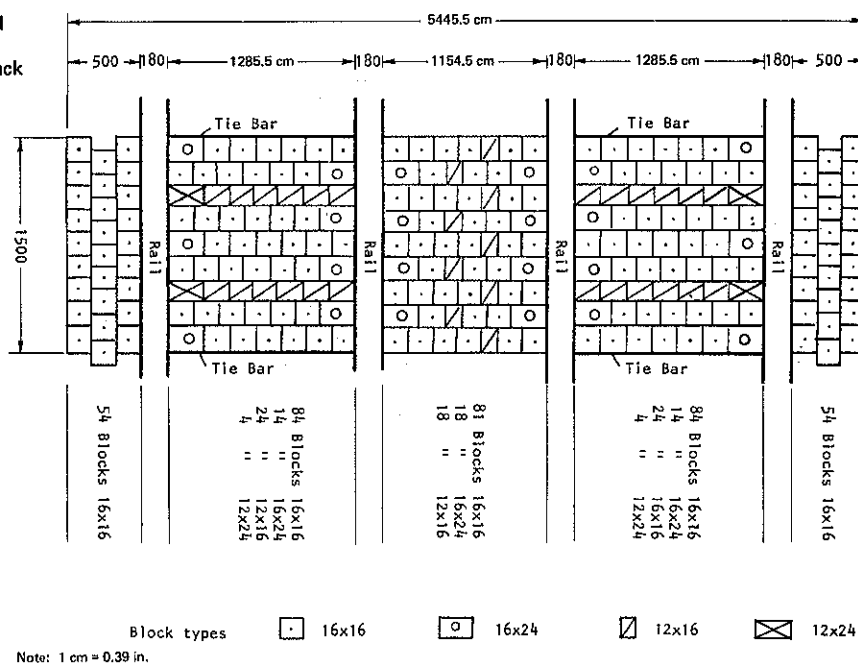 ack
5445.5 cm
500 180 1285.5 cm 180 1154.5 cm 180 1285.5 cm 180 500
Tie Bar
Tie Bar
1500
Rail
Rail
Rail
Rail
Tie Bar
Tie Bar
54 Blocks 16x16
84 Blocks 16x16
14 " 16x24
24 " 12x16
4 " 12x24
81 Blocks 16x16
18 " 16x24
18 " 12x16
84 Blocks 16x16
14 " 16x24
24 " 16x16
4 " 12x24
54 Blocks 16x16
Block types 16x16 16x24 12x16 12x24
Note: 1 cm = 0.39 in.